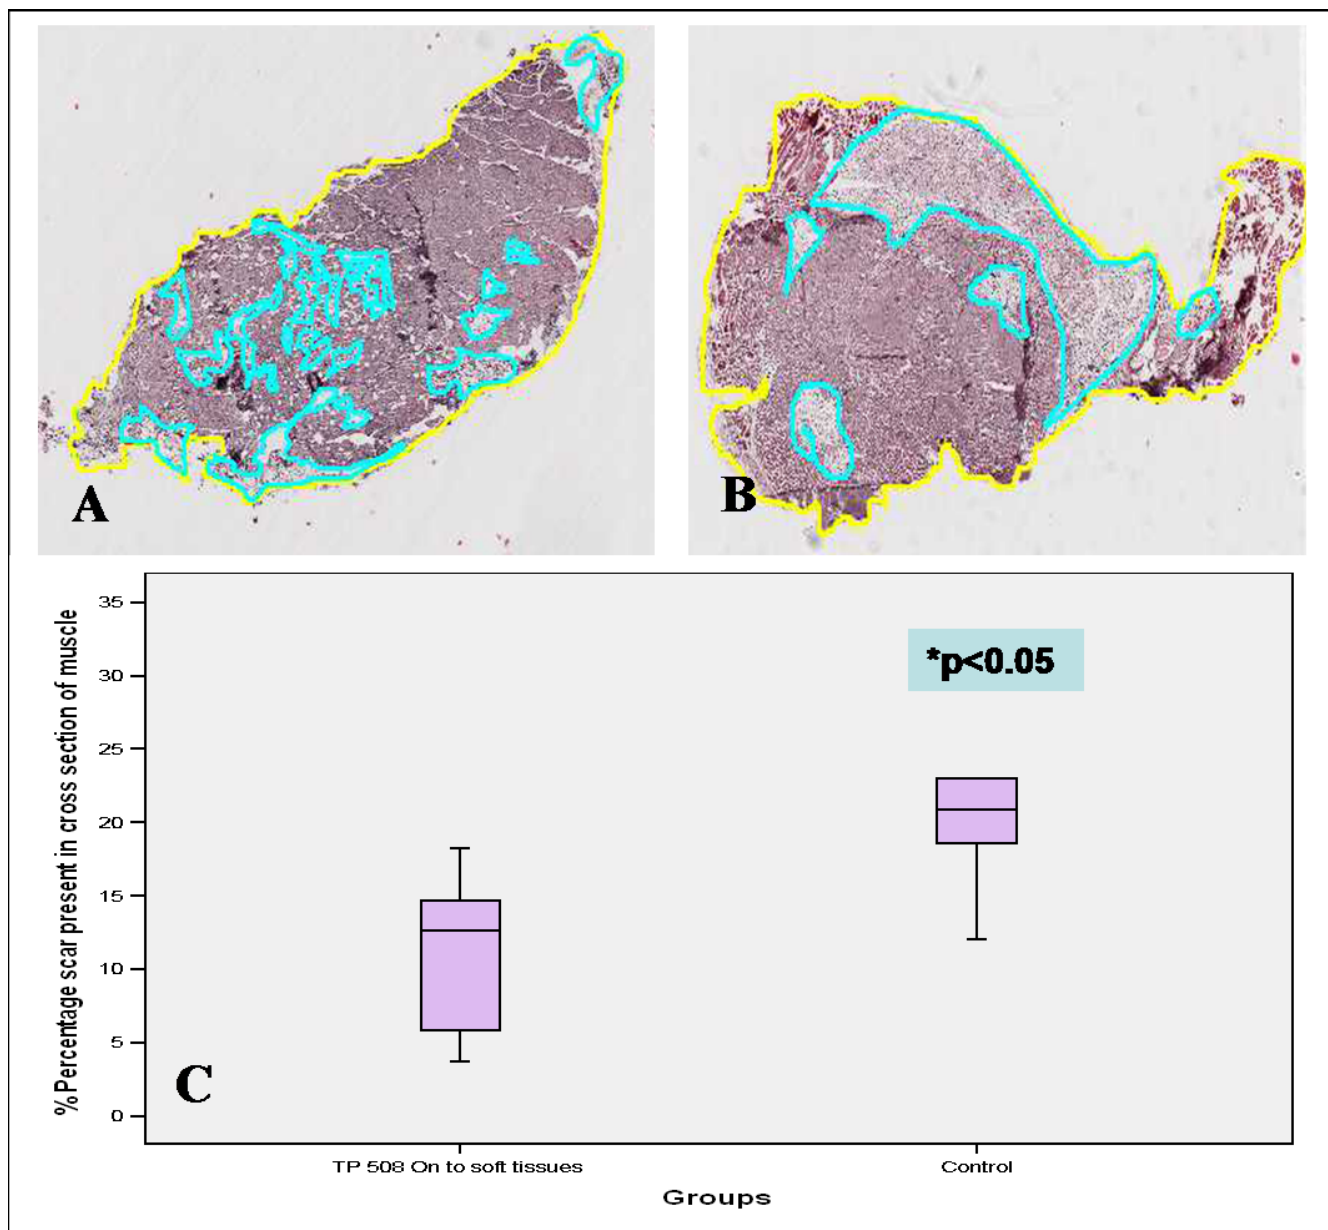 A
B
%Percentage scar present in cross section of muscle
35
30
25
20
15
10
5
0
*p<0.05
C
TP 508 On to soft tissues
Control
Groups